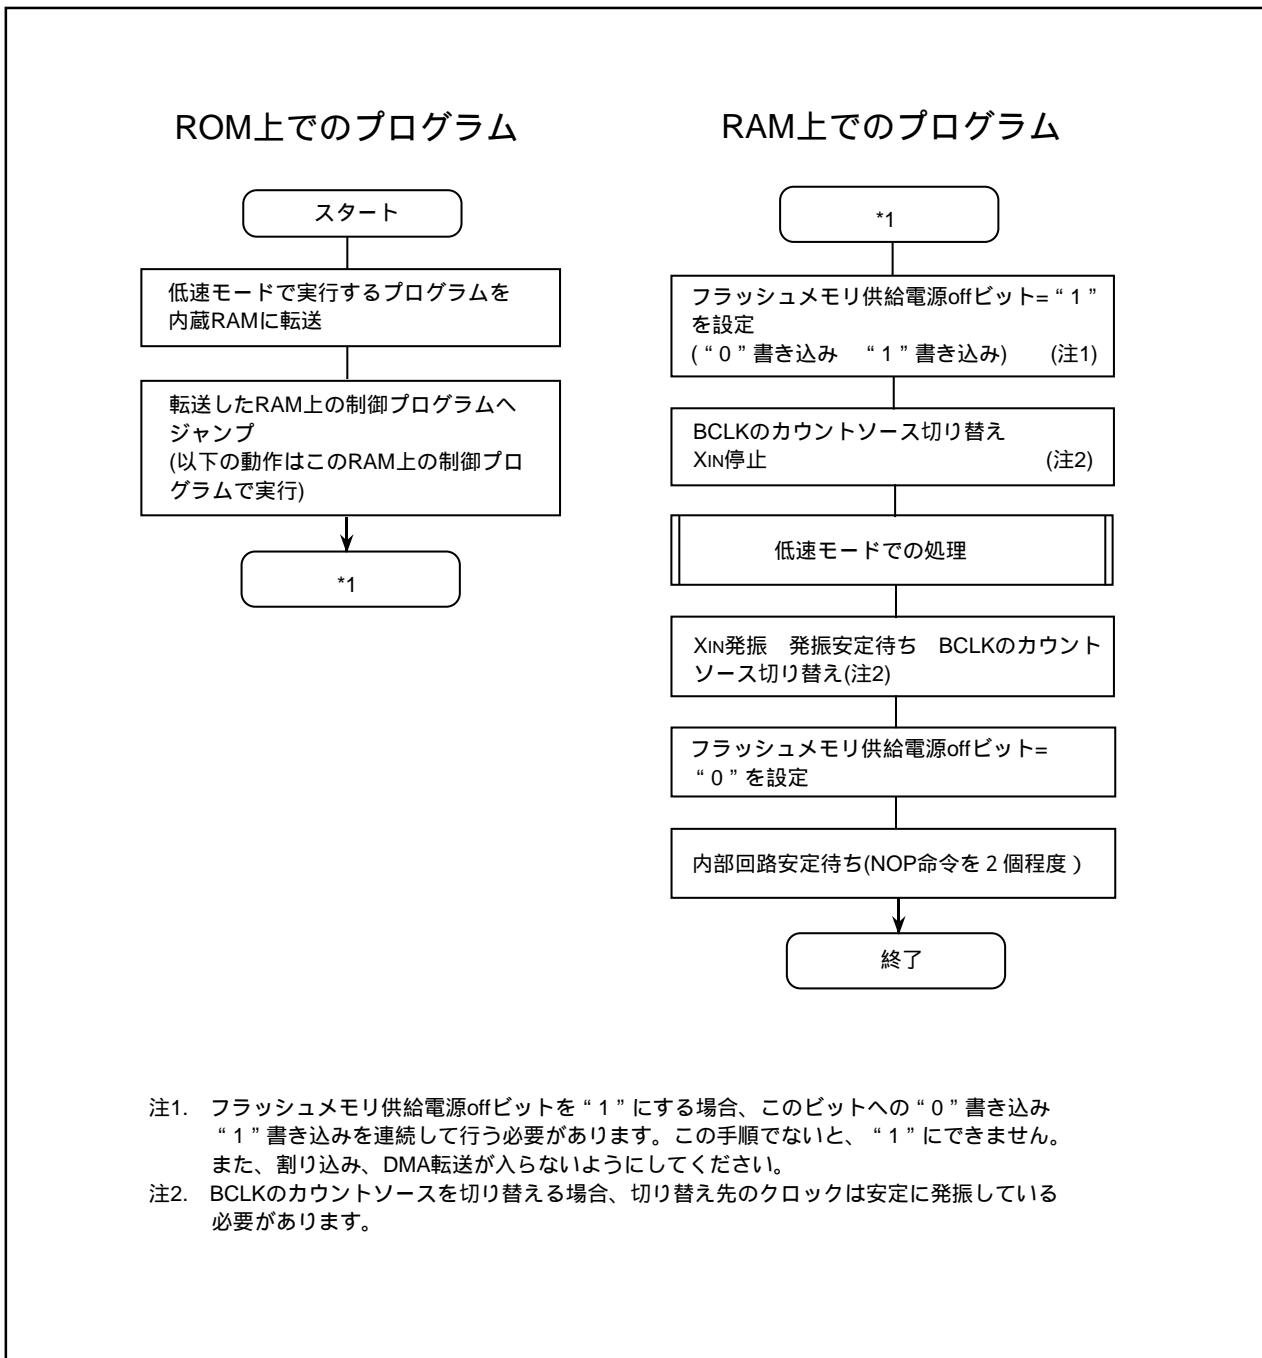 ROM上でのプログラム
スタート
低速モードで実行するプログラムを
内蔵RAMに転送
転送したRAM上の制御プログラムへ
ジャンプ
(以下の動作はこのRAM上の制御プロ
グラムで実行)
*1
RAM上でのプログラム
*1
フラッシュメモリ供給電源offビット=“1”
を設定
(“0”書き込み　“1”書き込み)　(注1)
BCLKのカウントソース切り替え
XIN停止　(注2)
低速モードでの処理
XIN発振　発振安定待ち　BCLKのカウント
ソース切り替え(注2)
フラッシュメモリ供給電源offビット=
“0”を設定
内部回路安定待ち(NOP命令を２個程度）
終了
注1.　フラッシュメモリ供給電源offビットを“1”にする場合、このビットへの“0”書き込み
“1”書き込みを連続して行う必要があります。この手順でないと、“1”にできません。
また、割り込み、DMA転送が入らないようにしてください。
注2.　BCLKのカウントソースを切り替える場合、切り替え先のクロックは安定に発振している
必要があります。